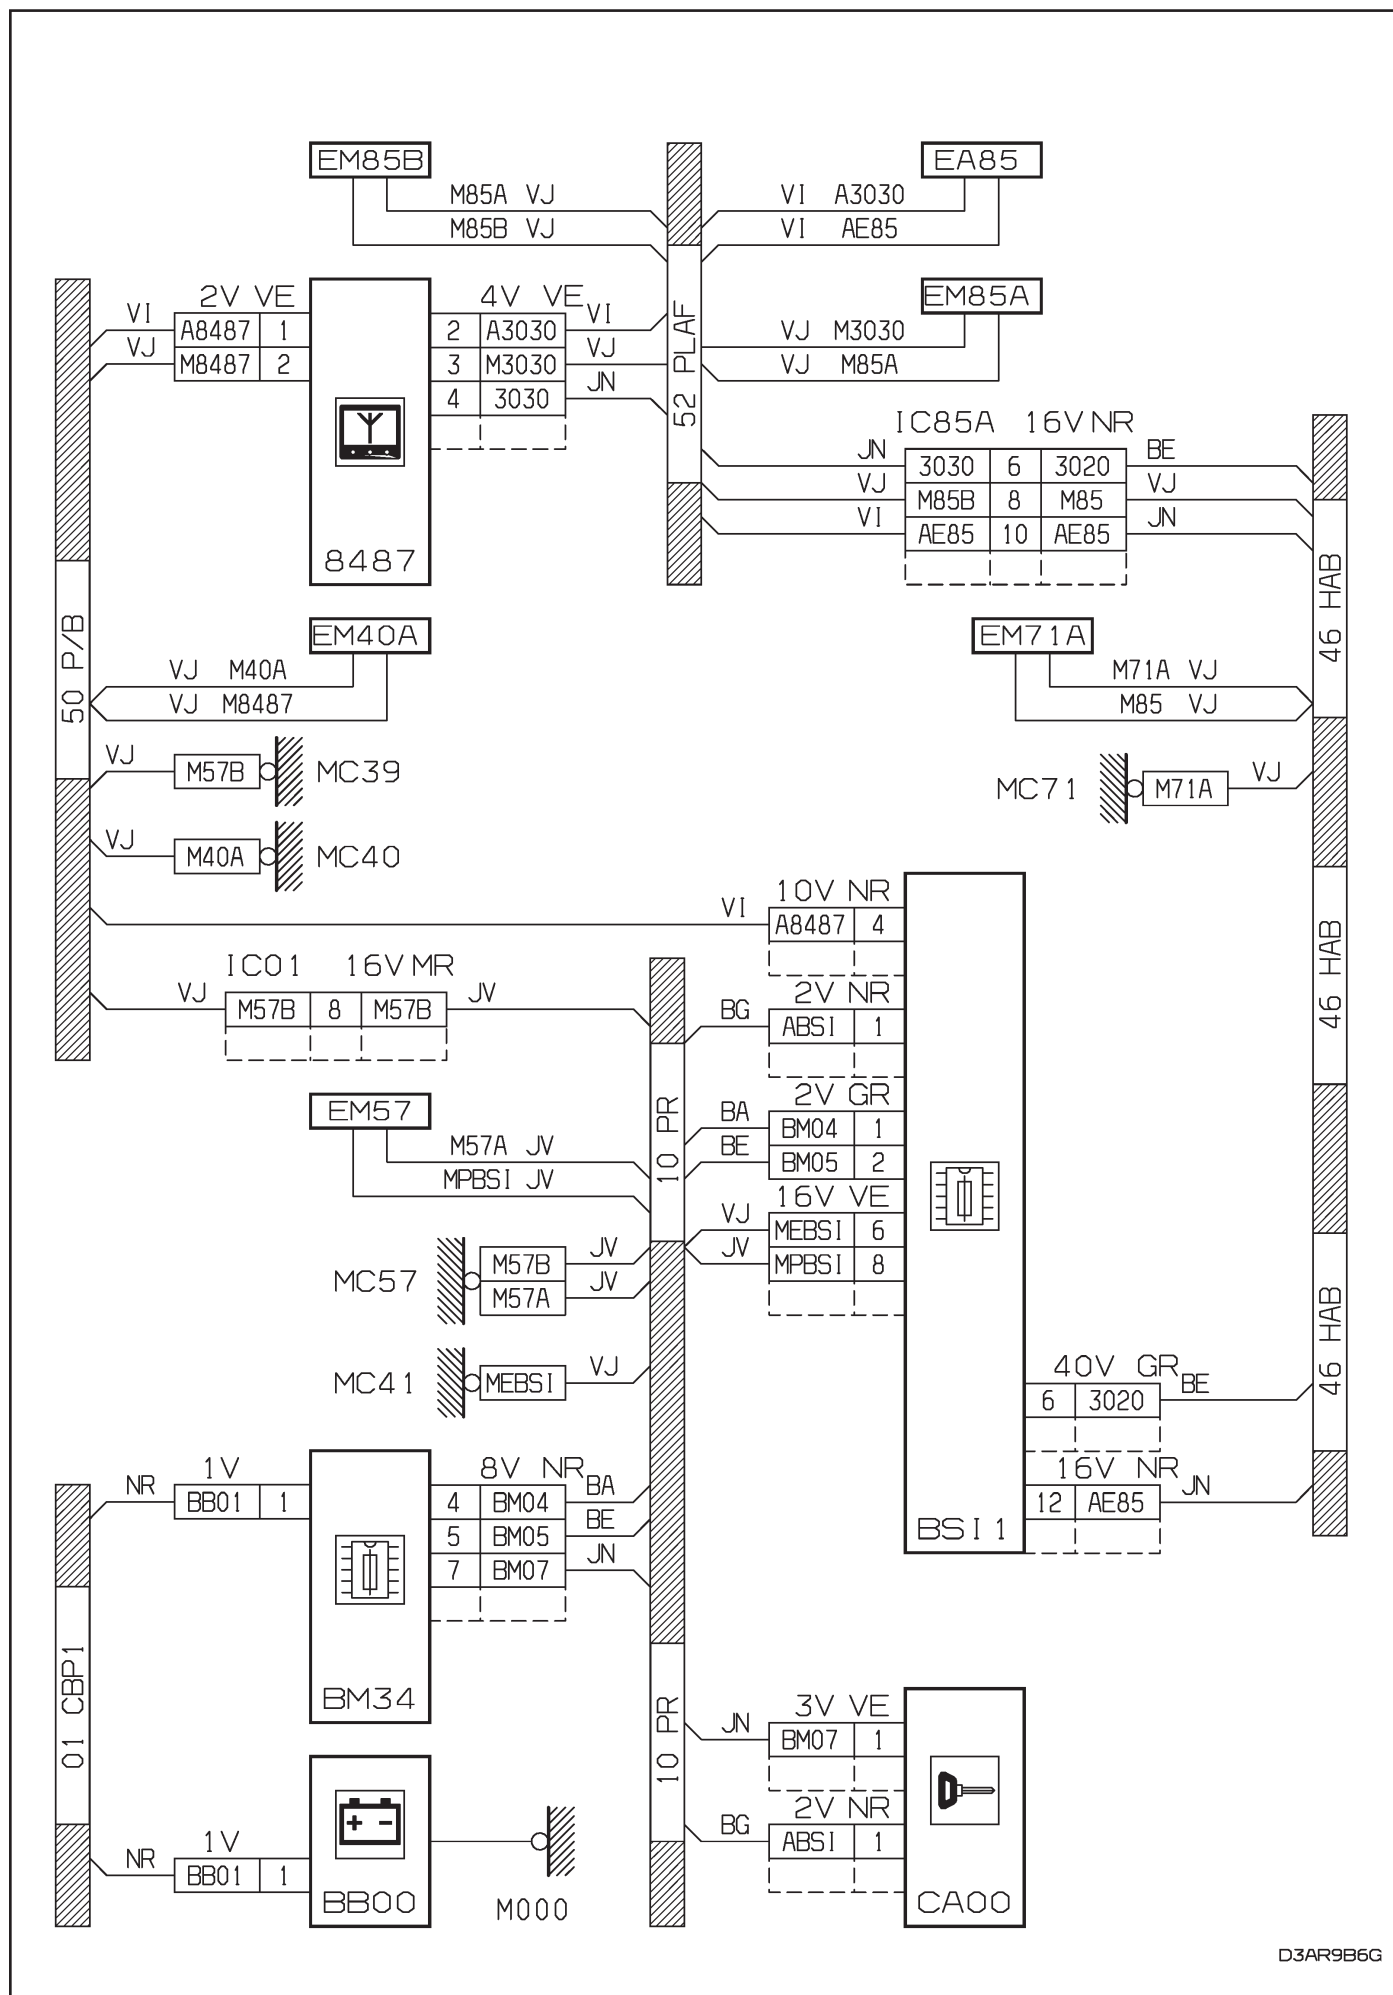 EM85B
EA85
M85A VJ
VI A3030
M85B VJ
VI AE85
2V VE
4V VE
EM85A
VI
A8487 1
2 A3030
VI
VJ M3030
VJ
M8487 2
3 M3030
VJ
VJ M85A
4 3030
JN
52 PLAF
IC85A 16V NR
JN
3030 6 3020
BE
VJ
M85B 8 M85
VJ
VI
AE85 10 AE85
JN
8487
46 HAB
50 P/B
EM40A
EM71A
VJ M40A
M71A VJ
VJ M8487
M85 VJ
VJ
M57B
MC39
MC71
M71A
VJ
VJ
M40A
MC40
10V NR
VI
A8487 4
46 HAB
IC01 16V MR
2V NR
VJ
M57B 8 M57B
JV
BG
ABSI 1
EM57
10 PR
2V GR
BA
BM04 1
M57A JV
BE
BM05 2
MPBSI JV
16V VE
VJ
MEBSI 6
MC57
M57B
JV
JV
MPBSI 8
M57A
JV
46 HAB
MC41
MEBSI
VJ
40V GR
6 3020
BE
1V
8V NR
16V NR
NR
BB01 1
4 BM04
BA
12 AE85
JN
5 BM05
BE
BSI1
7 BM07
JN
01 CBP1
BM34
10 PR
3V VE
JN
BM07 1
2V NR
1V
BG
ABSI 1
NR
BB01 1
BB00
M000
CA00
D3AR9B6G